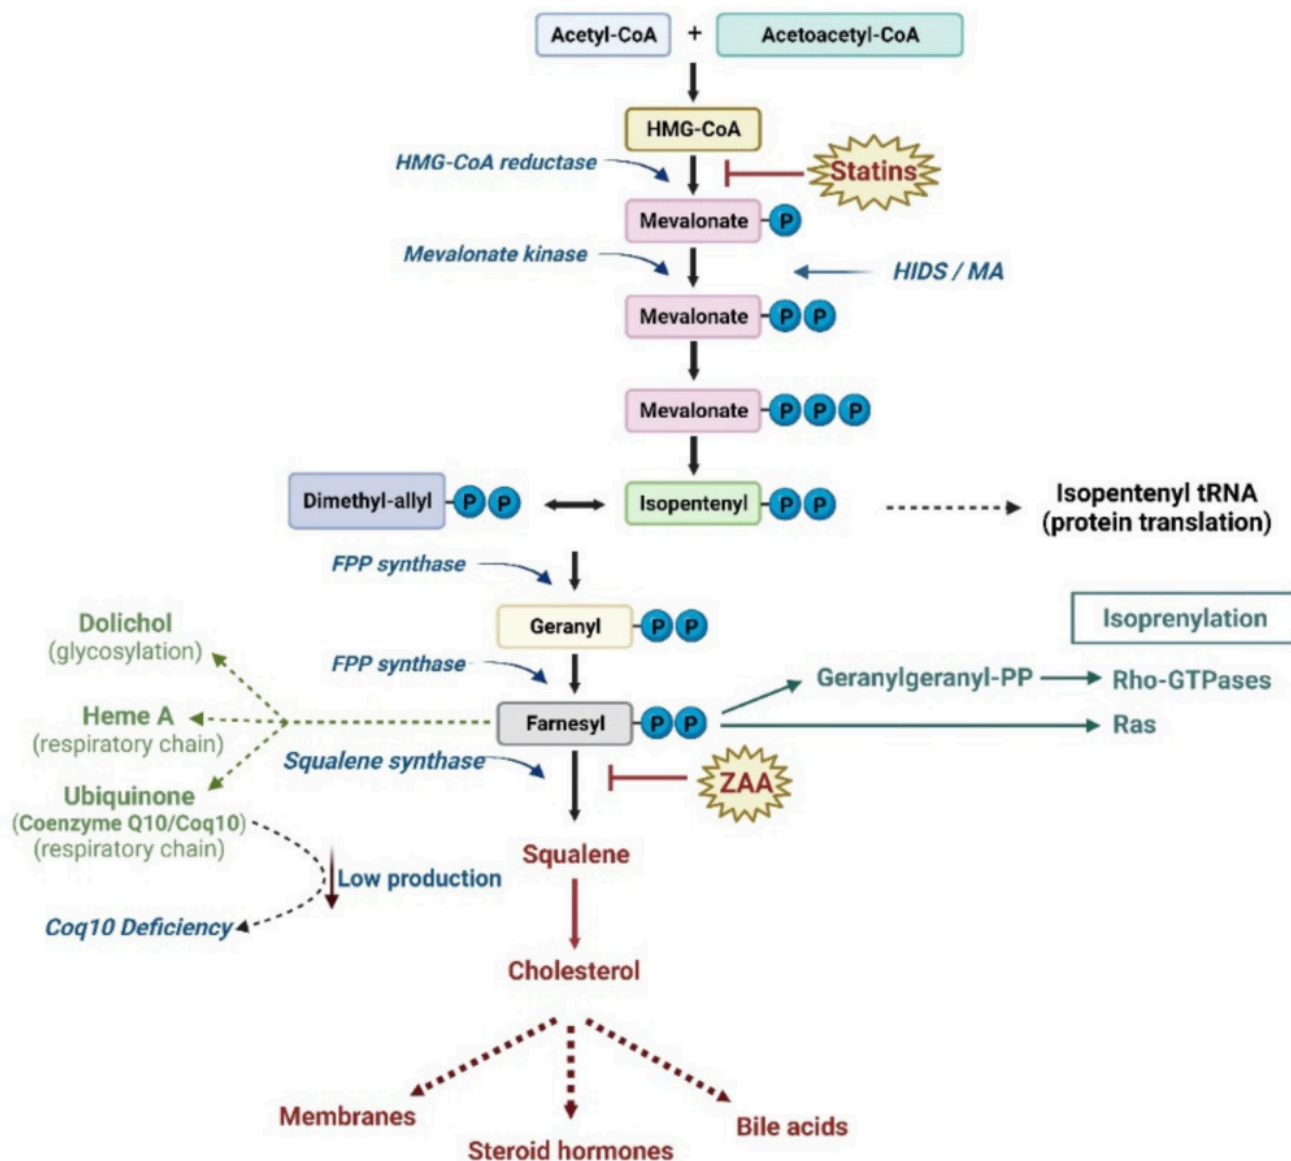 Acetyl-CoA + Acetoacetyl-CoA
HMG-CoA
HMG-CoA reductase
Statins
Mevalonate P
Mevalonate kinase
HIDS / MA
Mevalonate P P
Mevalonate P P P
Dimethyl-allyl P P
Isopentenyl P P
Isopentenyl tRNA
(protein translation)
FPP synthase
Geranyl P P
Isoprenylation
Dolichol
(glycosylation)
FPP synthase
Geranylgeranyl-PP
Rho-GTPases
Heme A
(respiratory chain)
Farnesyl P P
Ras
Squalene synthase
ZAA
Ubiquinone
(Coenzyme Q10/Coq10)
(respiratory chain)
Squalene
Low production
Coq10 Deficiency
Cholesterol
Membranes
Steroid hormones
Bile acids